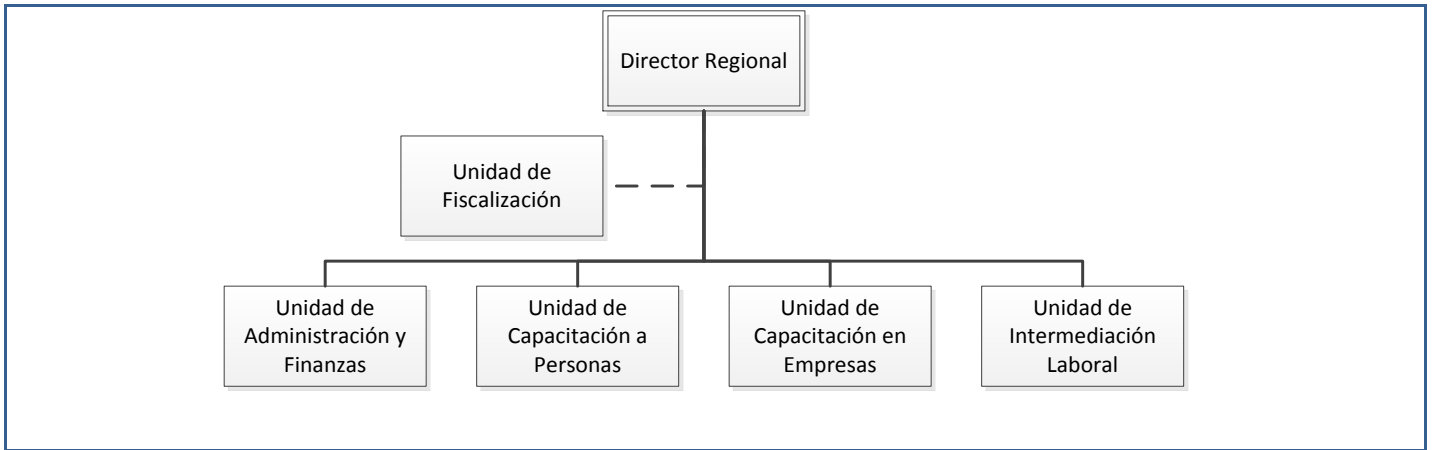 Director Regional
Unidad de
Fiscalización
Unidad de
Administración y
Finanzas
Unidad de
Capacitación a
Personas
Unidad de
Capacitación en
Empresas
Unidad de
Intermediación
Laboral